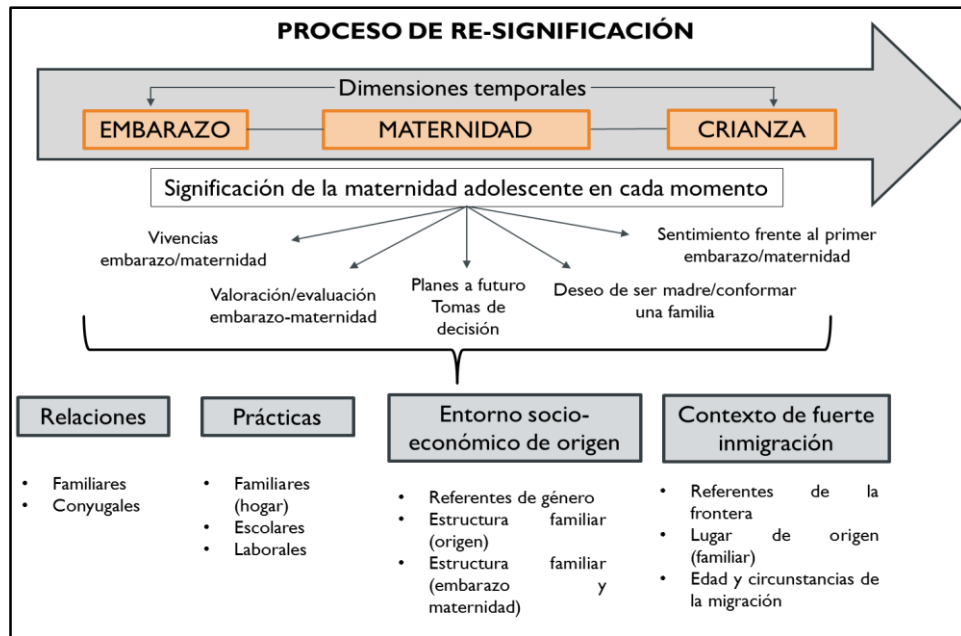 PROCESO DE RE-SIGNIFICACIÓN
Dimensiones temporales
EMBARAZO
MATERNIDAD
CRIANZA
Significación de la maternidad adolescente en cada momento
Vivencias
embarazo/maternidad
Valoración/evaluación
embarazo-maternidad
Planes a futuro
Tomas de
decisión
Deseo de ser madre/conformar
una familia
Sentimiento frente al primer
embarazo/maternidad
Relaciones
• Familiares
• Conyugales
Prácticas
• Familiares
(hogar)
• Escolares
• Laborales
Entorno socio-
económico de origen
• Referentes de género
• Estructura familiar
(origen)
• Estructura familiar
(embarazo y
maternidad)
Contexto de fuerte
inmigración
• Referentes de la
frontera
• Lugar de origen
(familiar)
• Edad y circunstancias de
la migración